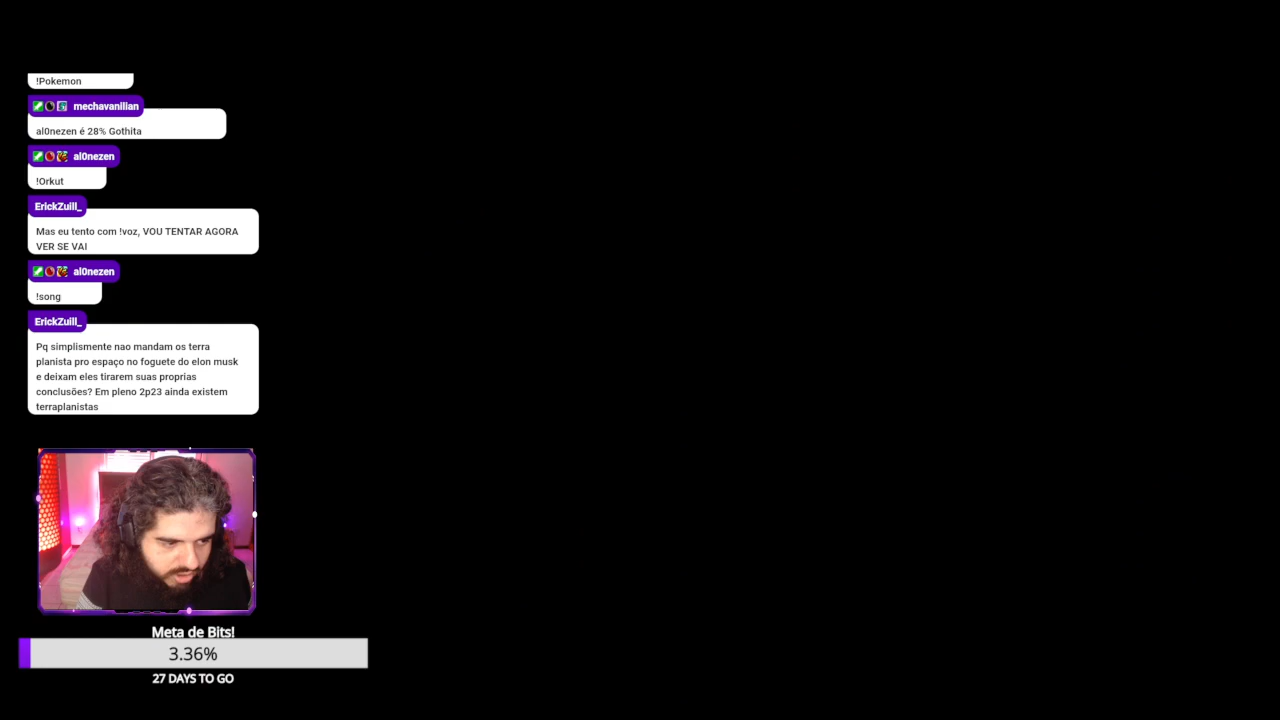 !Pokemon
mechavanillan
al0nezen é 28% Gothita
al0nezen
!Orkut
ErickZuill_
Mas eu tento com !voz, VOU TENTAR AGORA
VER SE VAI
al0nezen
!song
ErickZuill_
Pq simplismente nao mandam os terra
planista pro espaço no foguete do elon musk
e deixam eles tirarem suas proprias
conclusões? Em pleno 2p23 ainda existem
terraplanistas
Meta de Bits!
3.36%
27 DAYS TO GO